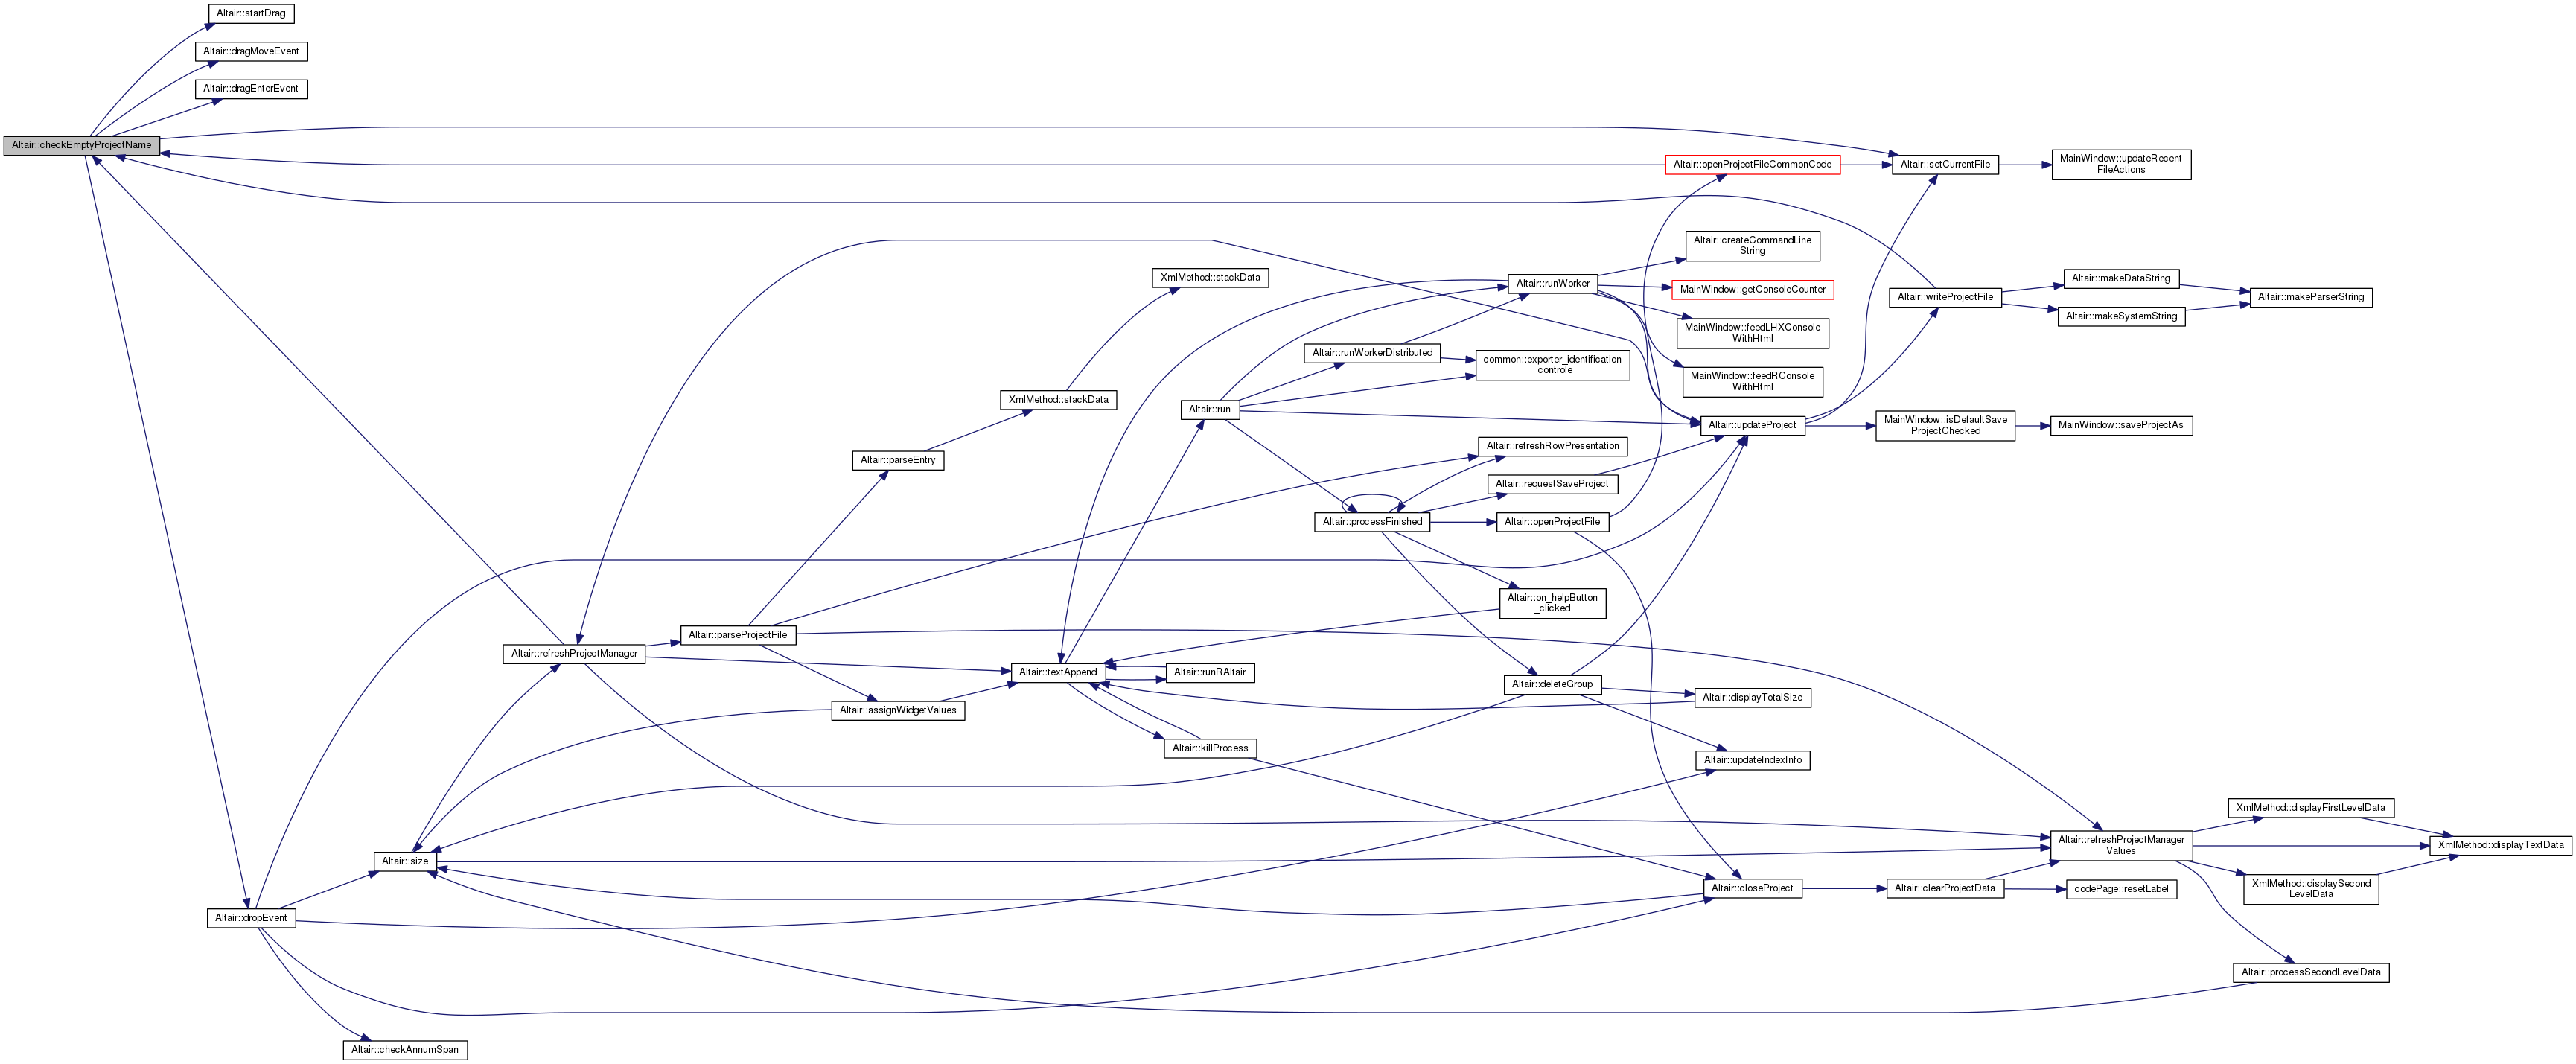 Altair::startDrag
Altair::dragMoveEvent
Altair::dragEnterEvent
Altair::checkEmptyProjectName
Altair::openProjectFileCommonCode
Altair::setCurrentFile
MainWindow::updateRecent
FileActions
Altair::createCommandLine
String
XmlMethod::stackData
Altair::runWorker
MainWindow::getConsoleCounter
Altair::makeDataString
Altair::writeProjectFile
Altair::makeParserString
Altair::makeSystemString
MainWindow::feedLHXConsole
WithHtml
Altair::runWorkerDistributed
common::exporter_identification
_controle
MainWindow::feedRConsole
WithHtml
XmlMethod::stackData
Altair::run
Altair::updateProject
MainWindow::isDefaultSave
ProjectChecked
MainWindow::saveProjectAs
Altair::refreshRowPresentation
Altair::parseEntry
Altair::requestSaveProject
Altair::processFinished
Altair::openProjectFile
Altair::on_helpButton
_clicked
Altair::parseProjectFile
Altair::refreshProjectManager
Altair::textAppend
Altair::runRAltair
Altair::deleteGroup
Altair::displayTotalSize
Altair::assignWidgetValues
Altair::killProcess
Altair::updateIndexInfo
XmlMethod::displayFirstLevelData
Altair::refreshProjectManager
Values
XmlMethod::displayTextData
Altair::size
Altair::closeProject
Altair::clearProjectData
codePage::resetLabel
XmlMethod::displaySecond
LevelData
Altair::dropEvent
Altair::processSecondLevelData
Altair::checkAnnumSpan